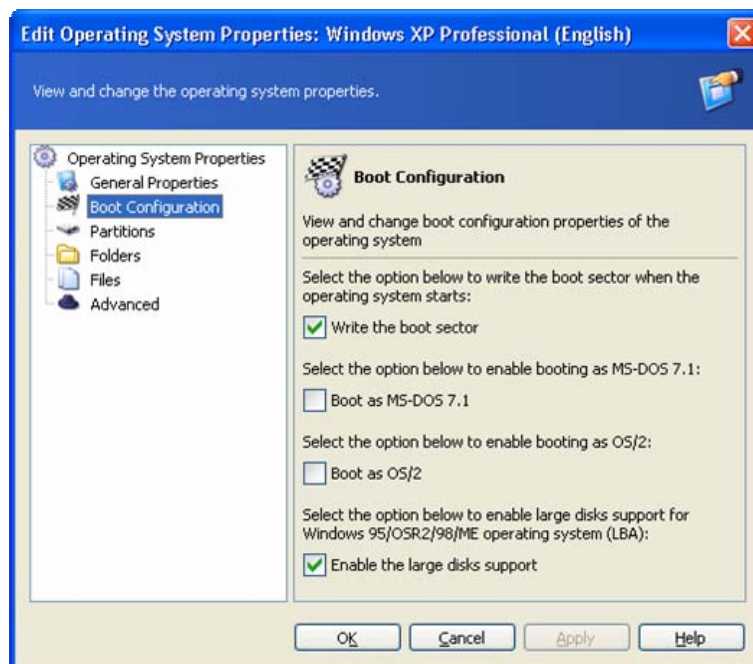 Edit Operating System Properties: Windows XP Professional (English)
View and change the operating system properties.
Operating System Properties
General Properties
Boot Configuration
Partitions
Folders
Files
Advanced
Boot Configuration
View and change boot configuration properties of the
operating system
Select the option below to write the boot sector when the
operating system starts:
Write the boot sector
Select the option below to enable booting as MS-DOS 7.1:
Boot as MS-DOS 7.1
Select the option below to enable booting as OS/2:
Boot as OS/2
Select the option below to enable large disks support for
Windows 95/OSR2/98/ME operating system (LBA):
Enable the large disks support
OK
Cancel
Apply
Help